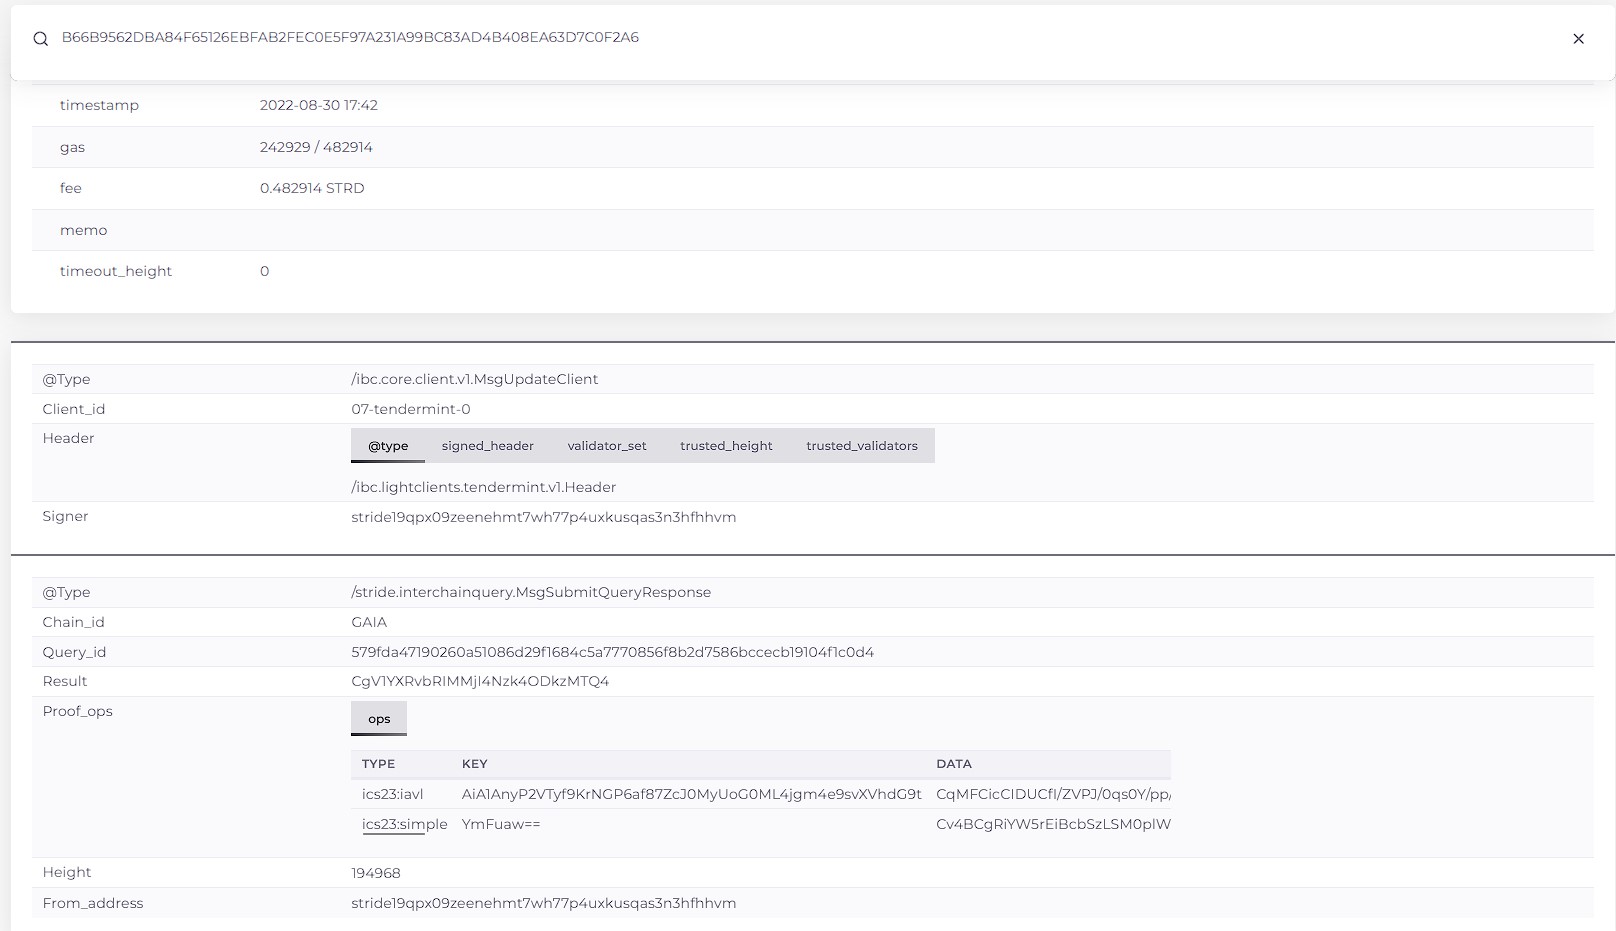 B66B9562DBA84F65126EBFAB2FEC0E5F97A231A99BC83AD4B408EA63D7C0F2A6
timestamp 2022-08-30 17:42
gas 242929 / 482914
fee 0.482914 STRD
memo
timeout_height 0
@Type /ibc.core.client.v1.MsgUpdateClient
Client_id 07-tendermint-0
Header @type signed_header validator_set trusted_height trusted_validators
/ibc.lightclients.tendermint.v1.Header
Signer stride19qpx09zeenehmt7wh77p4uxkusqas3n3hfhhvm
@Type /stride.interchainquery.MsgSubmitQueryResponse
Chain_id GAIA
Query_id 579fda47190260a51086d29f1684c5a7770856f8b2d7586bccecb19104f1c0d4
Result CgV1YXRvbRIMMjI4Nzk4ODkzMTQ4
Proof_ops ops
TYPE KEY DATA
ics23:iavl AiA1AnyP2VTyf9KrNGP6af87ZcJ0MyUoG0ML4jgm4e9svXVhdG9t CqMFCicCIDUCfI/ZVPJ/0qs0Y/pp/
ics23:simple YmFuaw== Cv4BCgRiYW5rEiBcbSzLSM0plW
Height 194968
From_address stride19qpx09zeenehmt7wh77p4uxkusqas3n3hfhhvm